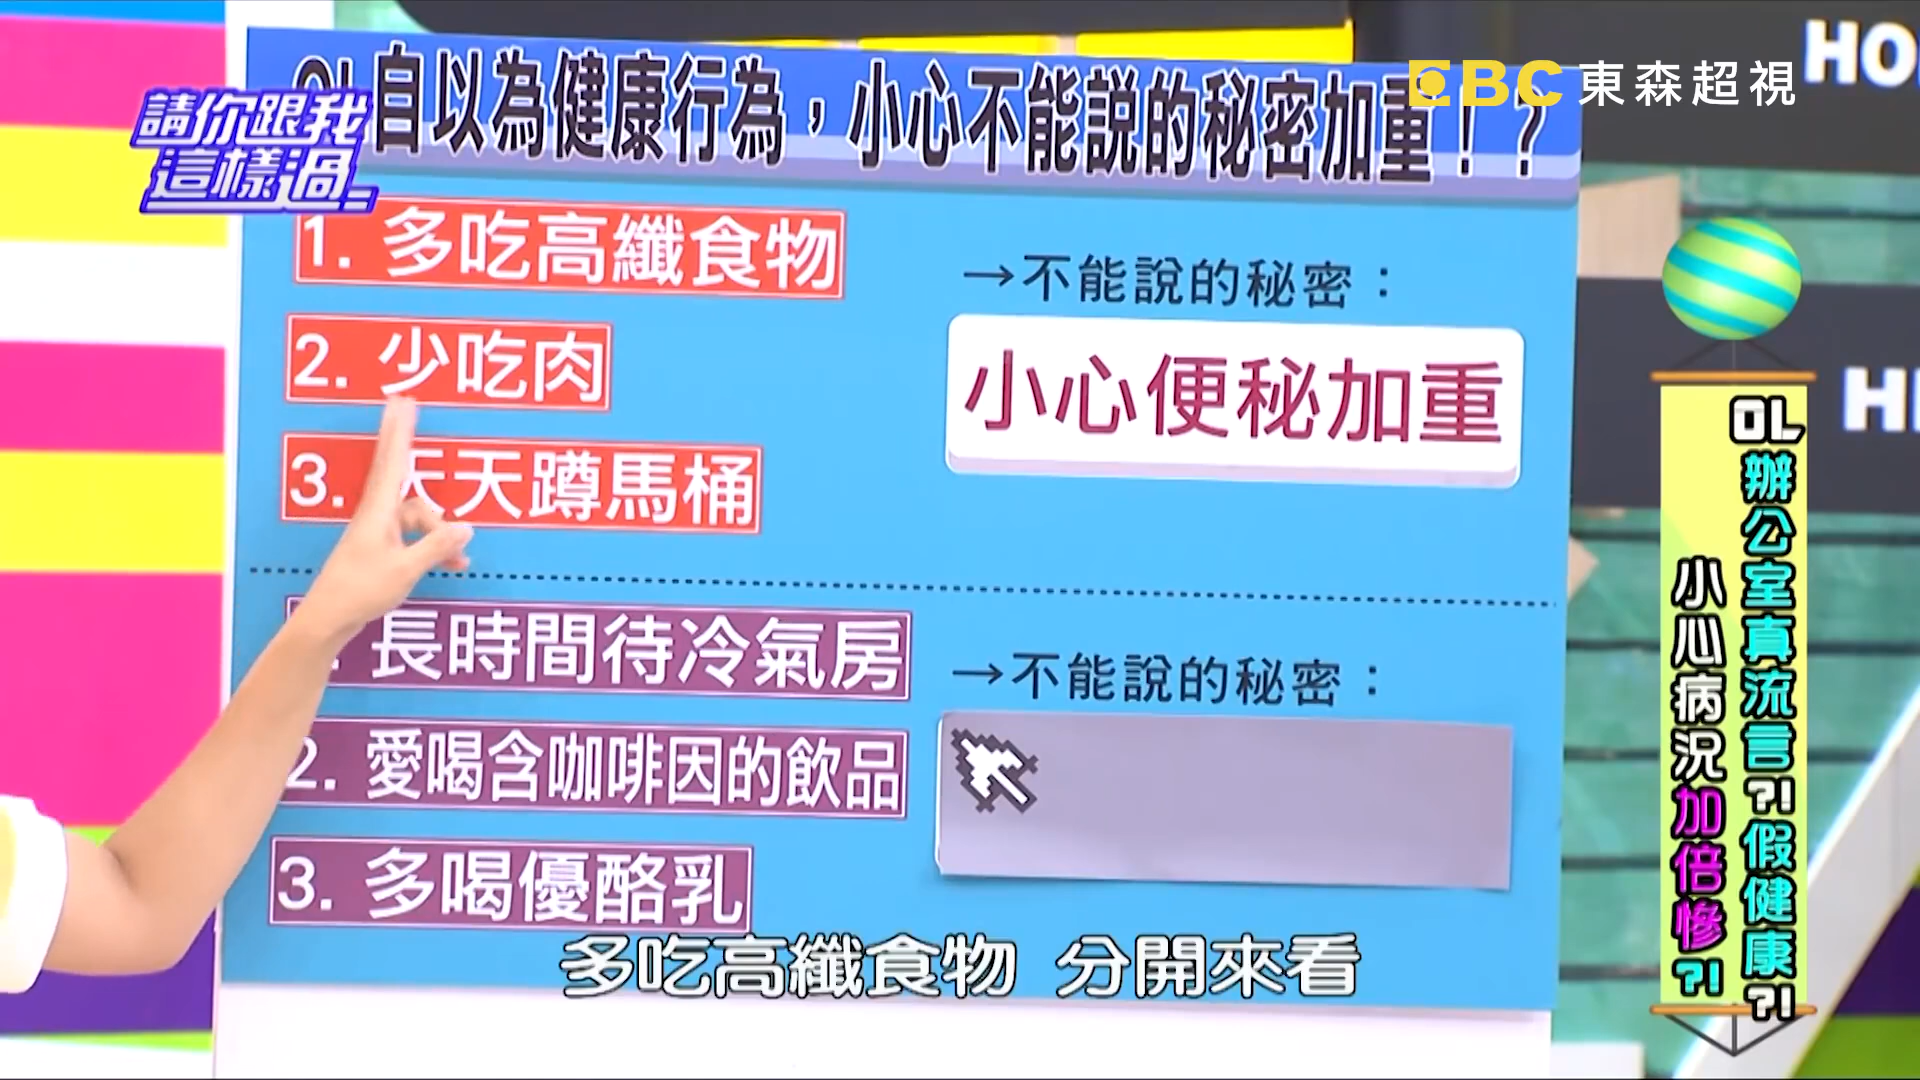 EBC 東森超視
請你跟我
這樣過
OL自以為健康行為，小心不能說的秘密加重！？
1. 多吃高纖食物
2. 少吃肉
3. 天天蹲馬桶
→不能說的秘密：
小心便秘加重
長時間待冷氣房
2. 愛喝含咖啡因的飲品
3. 多喝優酪乳
→不能說的秘密：
OL辦公室真流言?!假健康?!
小心病況加倍慘?!
多吃高纖食物 分開來看